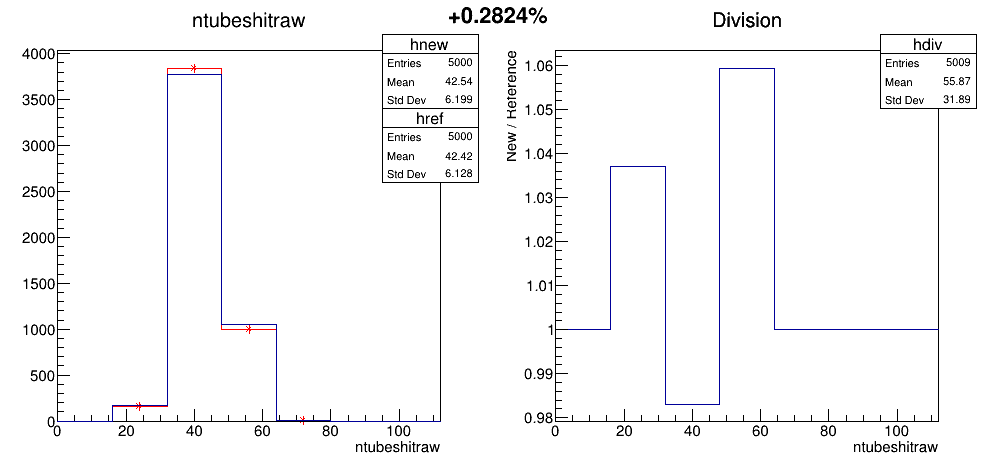 +0.2824%
ntubeshitraw
hnew
Entries 5000
Mean 42.54
Std Dev 6.199
href
Entries 5000
Mean 42.42
Std Dev 6.128
4000
3500
3000
2500
2000
1500
1000
500
0
0 20 40 60 80 100
ntubeshitraw
Division
hdiv
Entries 5009
Mean 55.87
Std Dev 31.89
New / Reference
1.06
1.05
1.04
1.03
1.02
1.01
1
0.99
0.98
0 20 40 60 80 100
ntubeshitraw